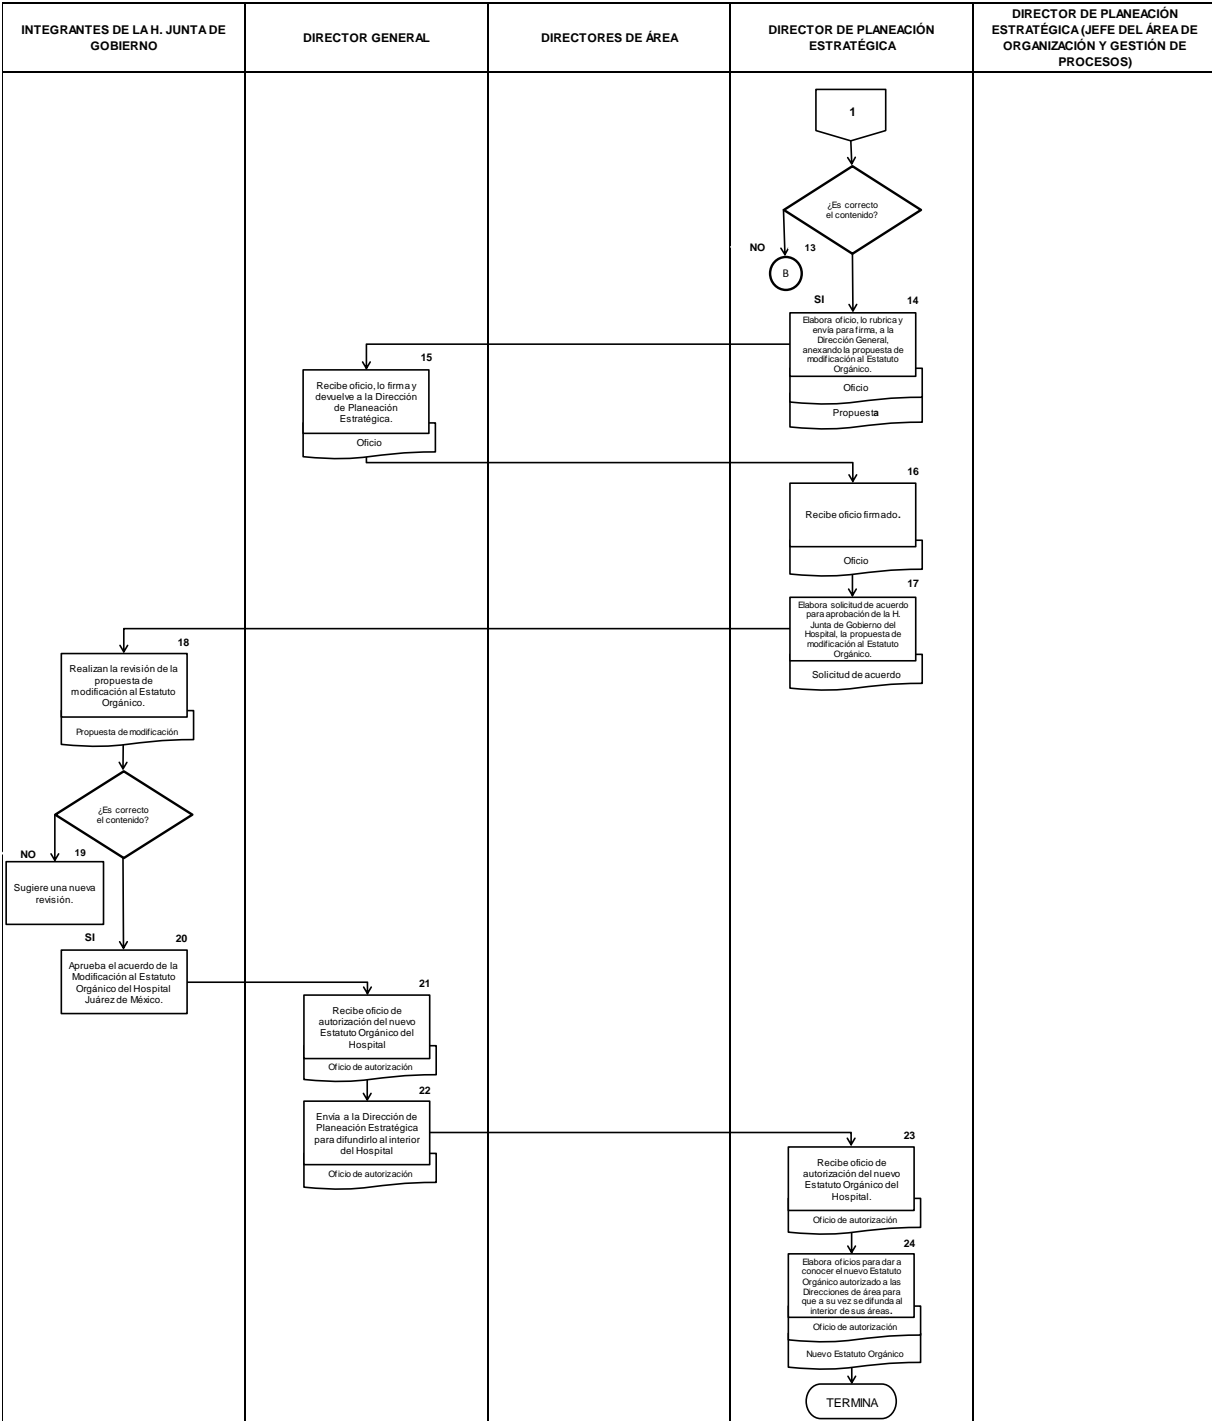 INTEGRANTES DE LA H. JUNTA DE
GOBIERNO
DIRECTOR GENERAL
DIRECTORES DE ÁREA
DIRECTOR DE PLANEACIÓN
ESTRATÉGICA
DIRECTOR DE PLANEACIÓN
ESTRATÉGICA (JEFE DEL ÁREA DE
ORGANIZACIÓN Y GESTIÓN DE
PROCESOS)
1
¿Es correcto
el contenido?
NO
13
B
SI
14
Elabora oficio, lo rubrica y
envía para firma, a la
Dirección General,
anexando la propuesta de
modificación al Estatuto
Orgánico.
Oficio
Propuesta
15
Recibe oficio, lo firma y
devuelve a la Dirección
de Planeación
Estratégica.
Oficio
16
Recibe oficio firmado.
Oficio
17
Elabora solicitud de acuerdo
para aprobación de la H.
Junta de Gobierno del
Hospital, la propuesta de
modificación al Estatuto
Orgánico.
Solicitud de acuerdo
18
Realizan la revisión de la
propuesta de
modificación al Estatuto
Orgánico.
Propuesta de modificación
¿Es correcto
el contenido?
NO
19
Sugiere una nueva
revisión.
SI
20
Aprueba el acuerdo de la
Modificación al Estatuto
Orgánico del Hospital
Juárez de México.
21
Recibe oficio de
autorización del nuevo
Estatuto Orgánico del
Hospital
Oficio de autorización
22
Envía a la Dirección de
Planeación Estratégica
para difundirlo al interior
del Hospital
Oficio de autorización
23
Recibe oficio de
autorización del nuevo
Estatuto Orgánico del
Hospital.
Oficio de autorización
24
Elabora oficios para dar a
conocer el nuevo Estatuto
Orgánico autorizado a las
Direcciones de área para
que a su vez se difunda al
interior de sus áreas.
Oficio de autorización
Nuevo Estatuto Orgánico
TERMINA